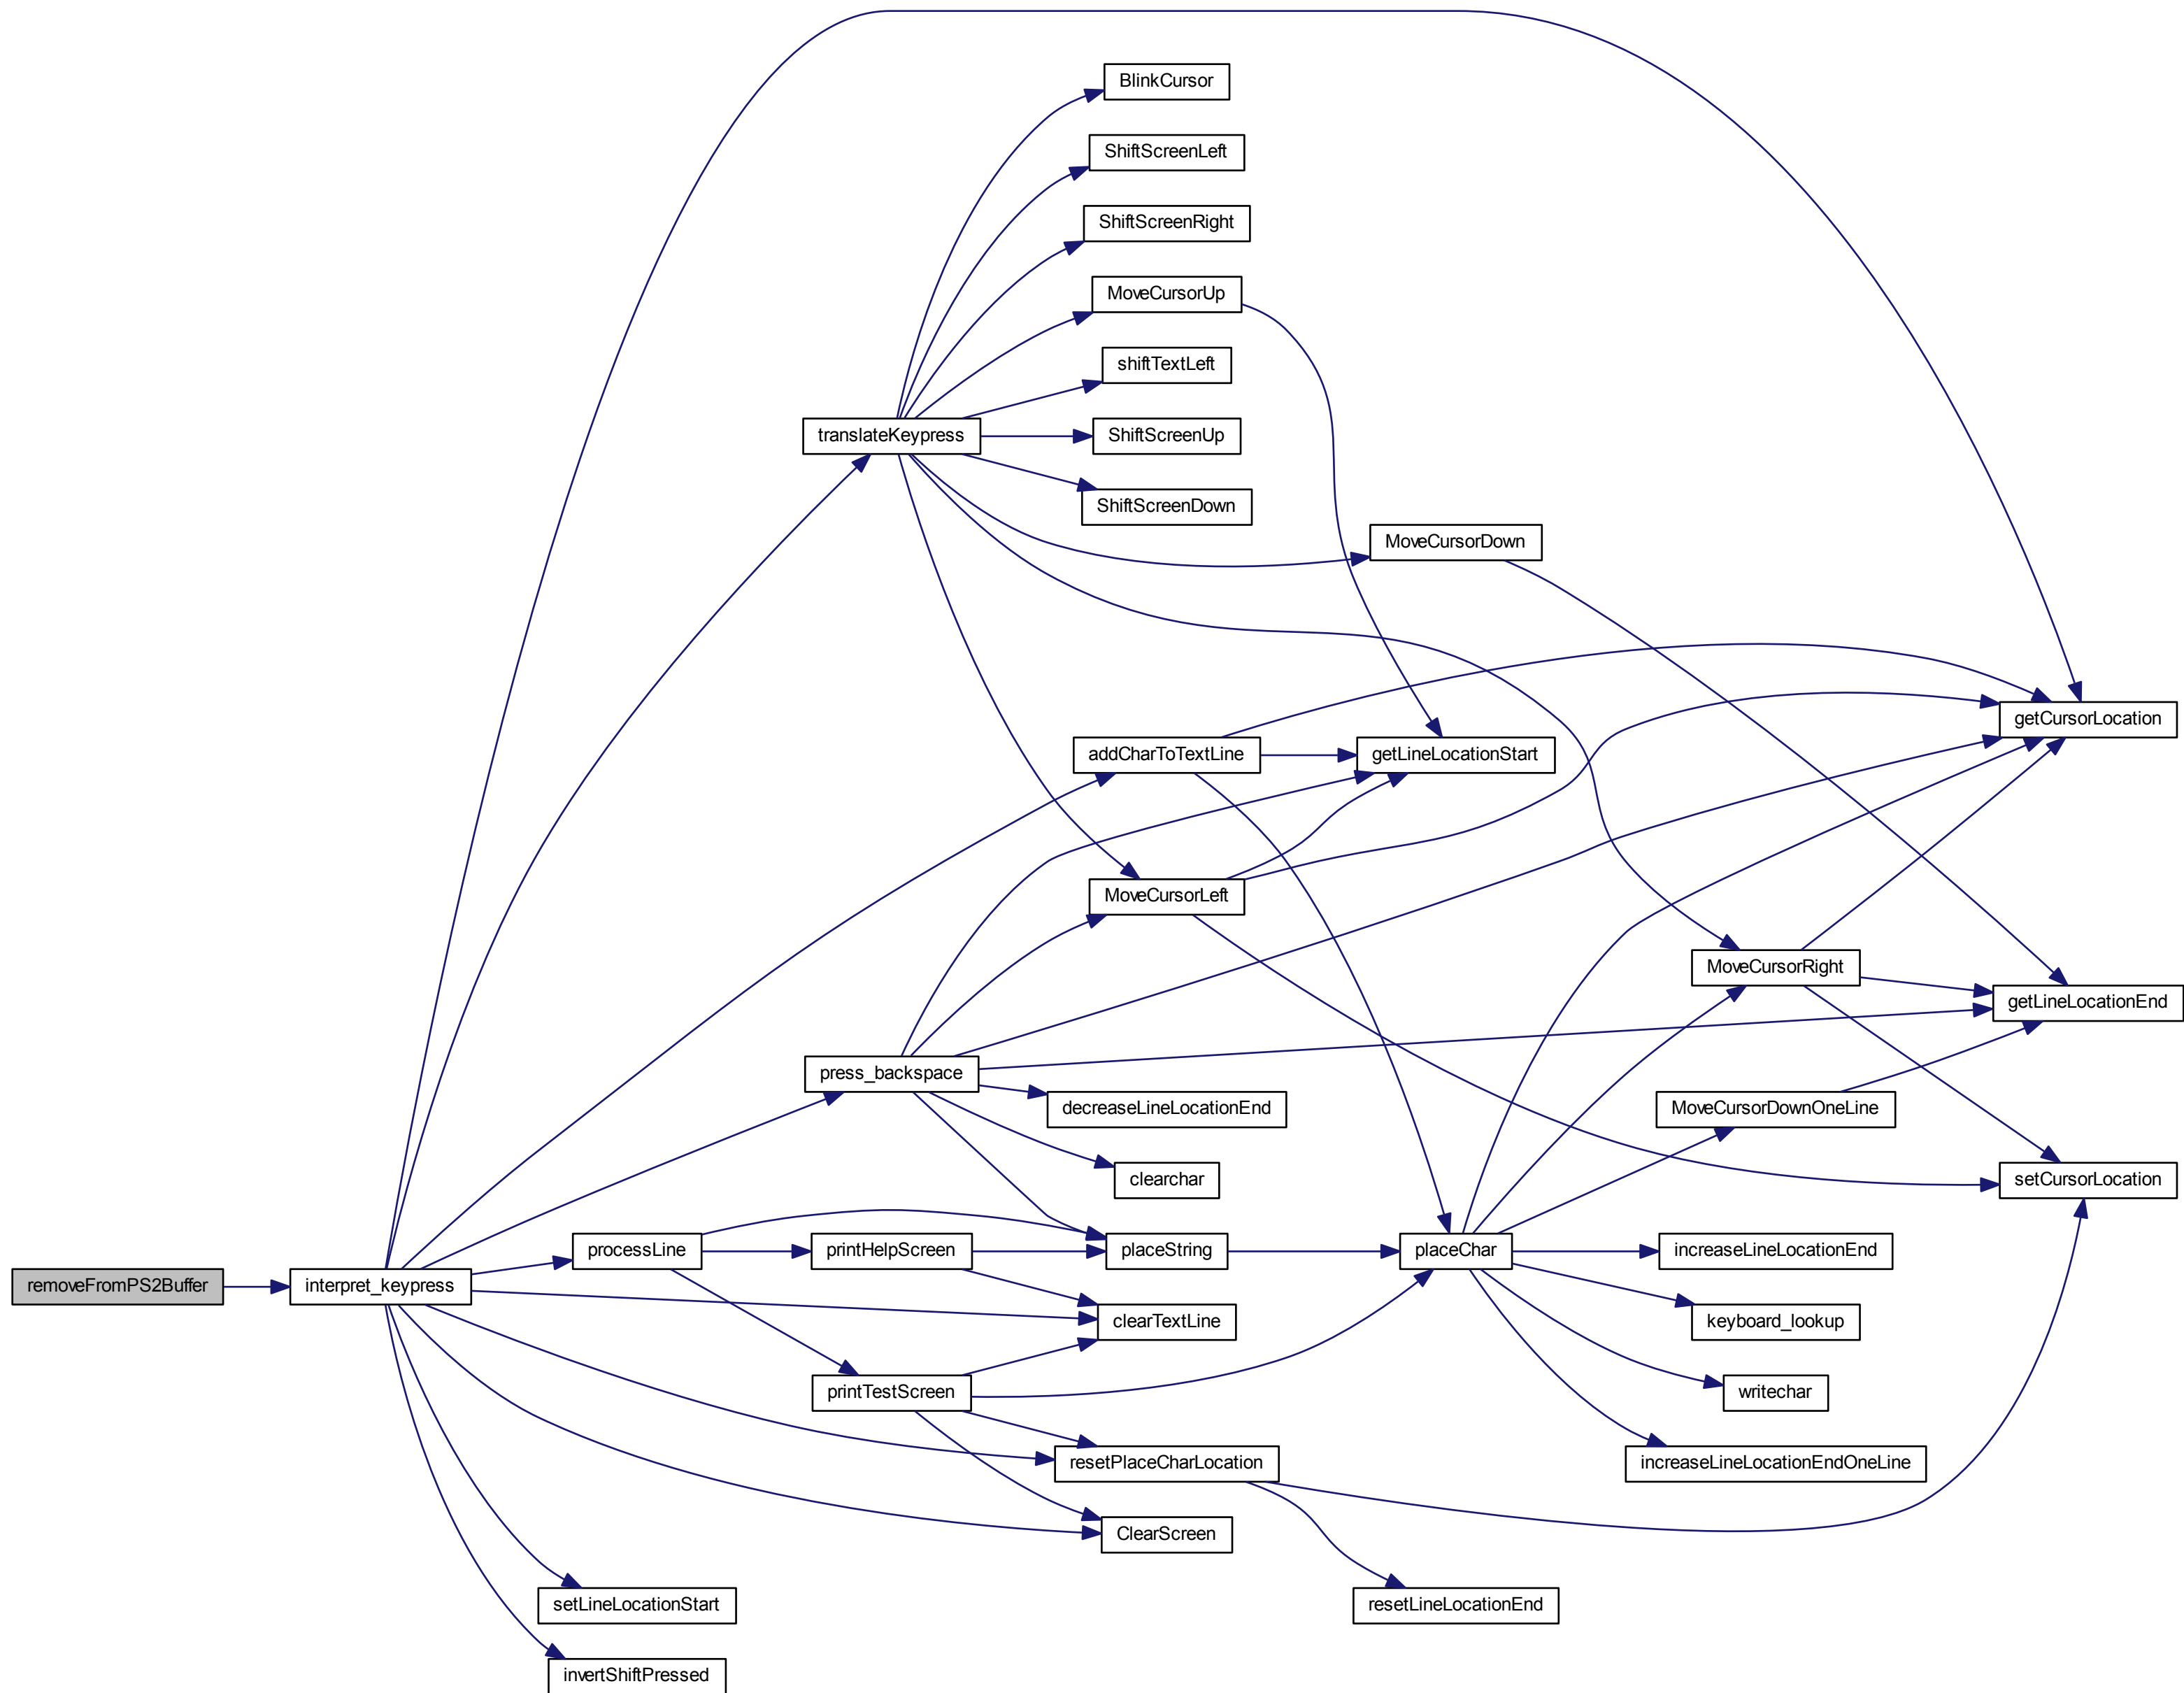 BlinkCursor
ShiftScreenLeft
ShiftScreenRight
MoveCursorUp
shiftTextLeft
translateKeypress
ShiftScreenUp
ShiftScreenDown
MoveCursorDown
getCursorLocation
addCharToTextLine
getLineLocationStart
MoveCursorLeft
MoveCursorRight
getLineLocationEnd
press_backspace
decreaseLineLocationEnd
MoveCursorDownOneLine
clearchar
setCursorLocation
processLine
printHelpScreen
placeString
placeChar
increaseLineLocationEnd
removeFromPS2Buffer
interpret_keypress
clearTextLine
keyboard_lookup
printTestScreen
writechar
resetPlaceCharLocation
increaseLineLocationEndOneLine
ClearScreen
setLineLocationStart
resetLineLocationEnd
invertShiftPressed